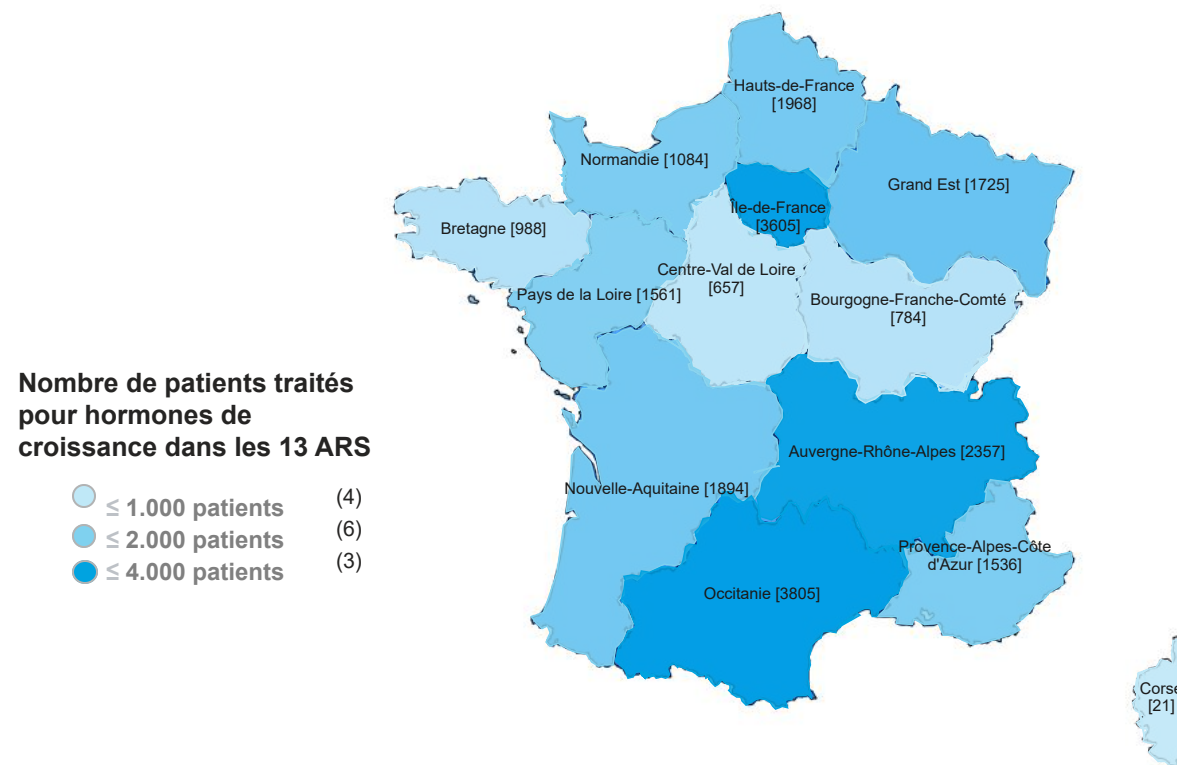 Hauts-de-France
[1968]
Normandie [1084]
Grand Est [1725]
Île-de-France
[3605]
Bretagne [988]
Centre-Val de Loire
[657]
Pays de la Loire [1561]
Bourgogne-Franche-Comté
[784]
Nombre de patients traités
pour hormones de
croissance dans les 13 ARS
≤ 1.000 patients (4)
≤ 2.000 patients (6)
≤ 4.000 patients (3)
Auvergne-Rhône-Alpes [2357]
Nouvelle-Aquitaine [1894]
Provence-Alpes-Côte
d'Azur [1536]
Occitanie [3805]
Corse
[21]